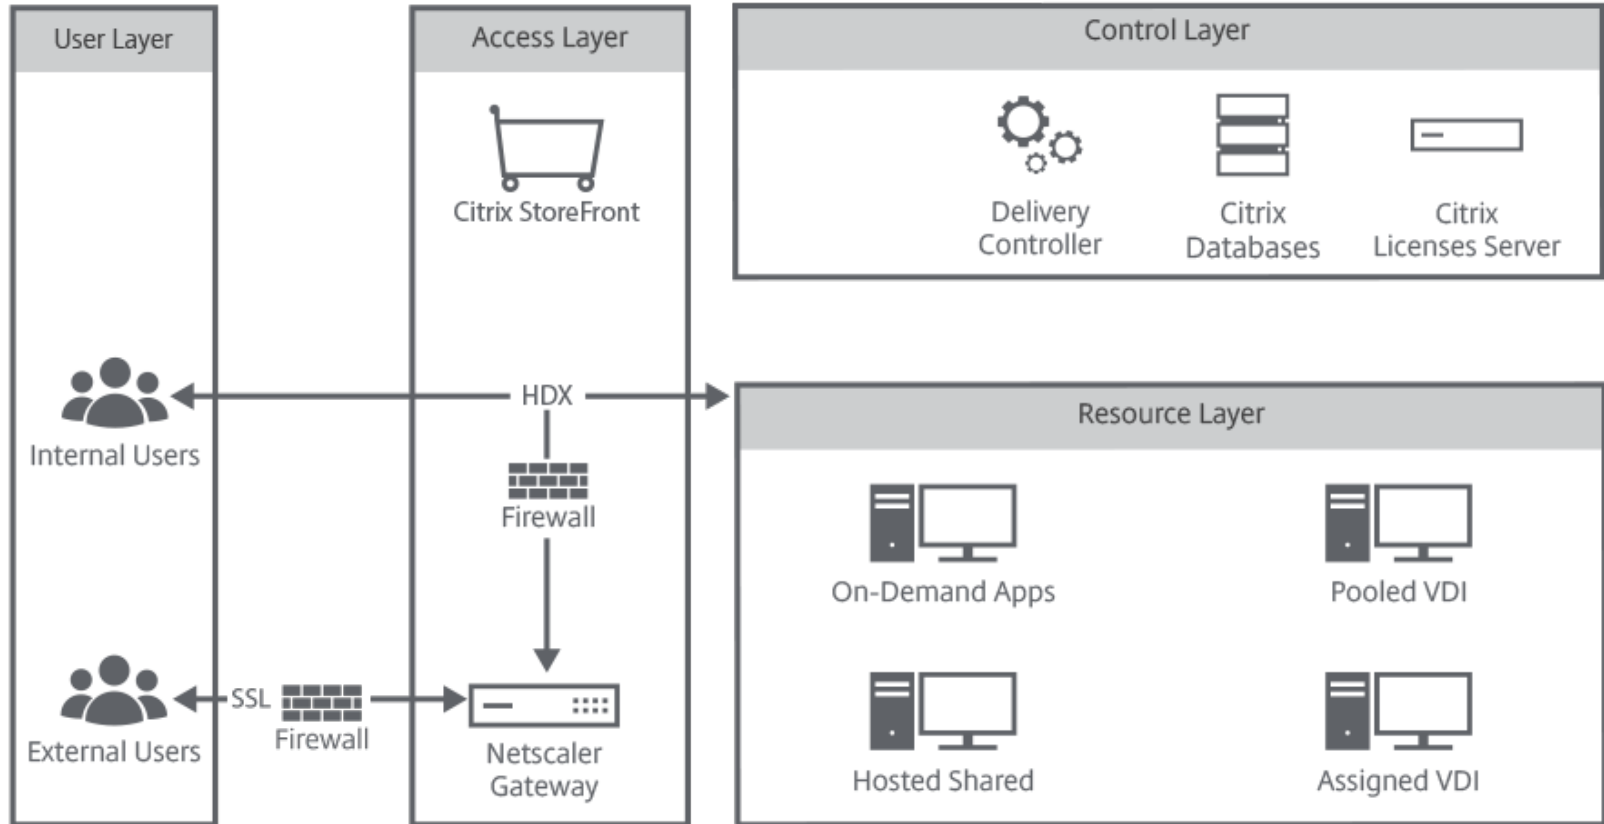 User Layer
Access Layer
Control Layer
Citrix StoreFront
Delivery
Controller
Citrix
Databases
Citrix
Licenses Server
HDX
Internal Users
Firewall
Resource Layer
On-Demand Apps
Pooled VDI
SSL
Firewall
External Users
Netscaler
Gateway
Hosted Shared
Assigned VDI